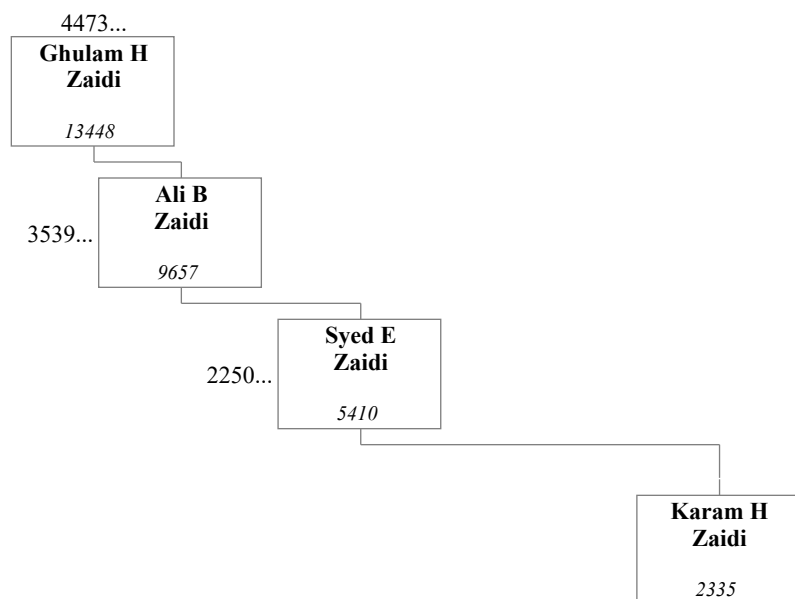 4473...
Ghulam H
Zaidi
13448
Ali B
Zaidi
3539...
9657
Syed E
Zaidi
2250...
5410
Karam H
Zaidi
2335